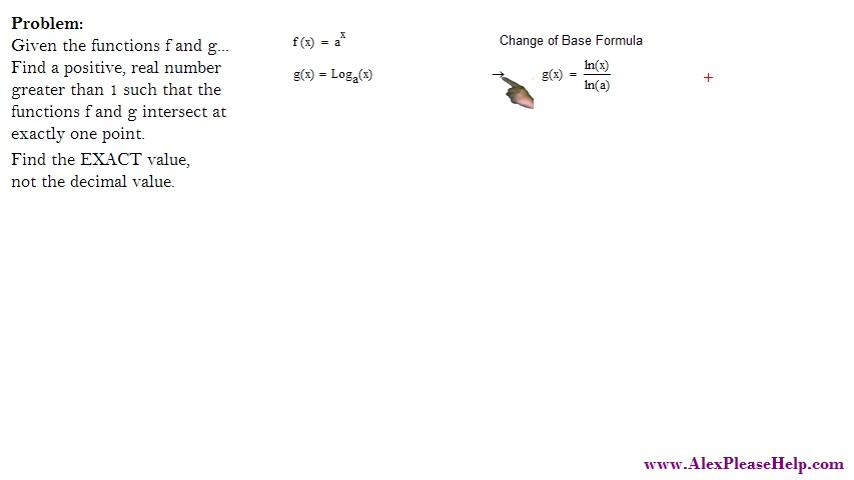 Problem:
Given the functions f and g...
Find a positive, real number
greater than 1 such that the
functions f and g intersect at
exactly one point.
Find the EXACT value,
not the decimal value.
f(x) = a^x
g(x) = Log_a(x)
Change of Base Formula
→ g(x) = ln(x)/ln(a)
+
www.AlexPleaseHelp.com